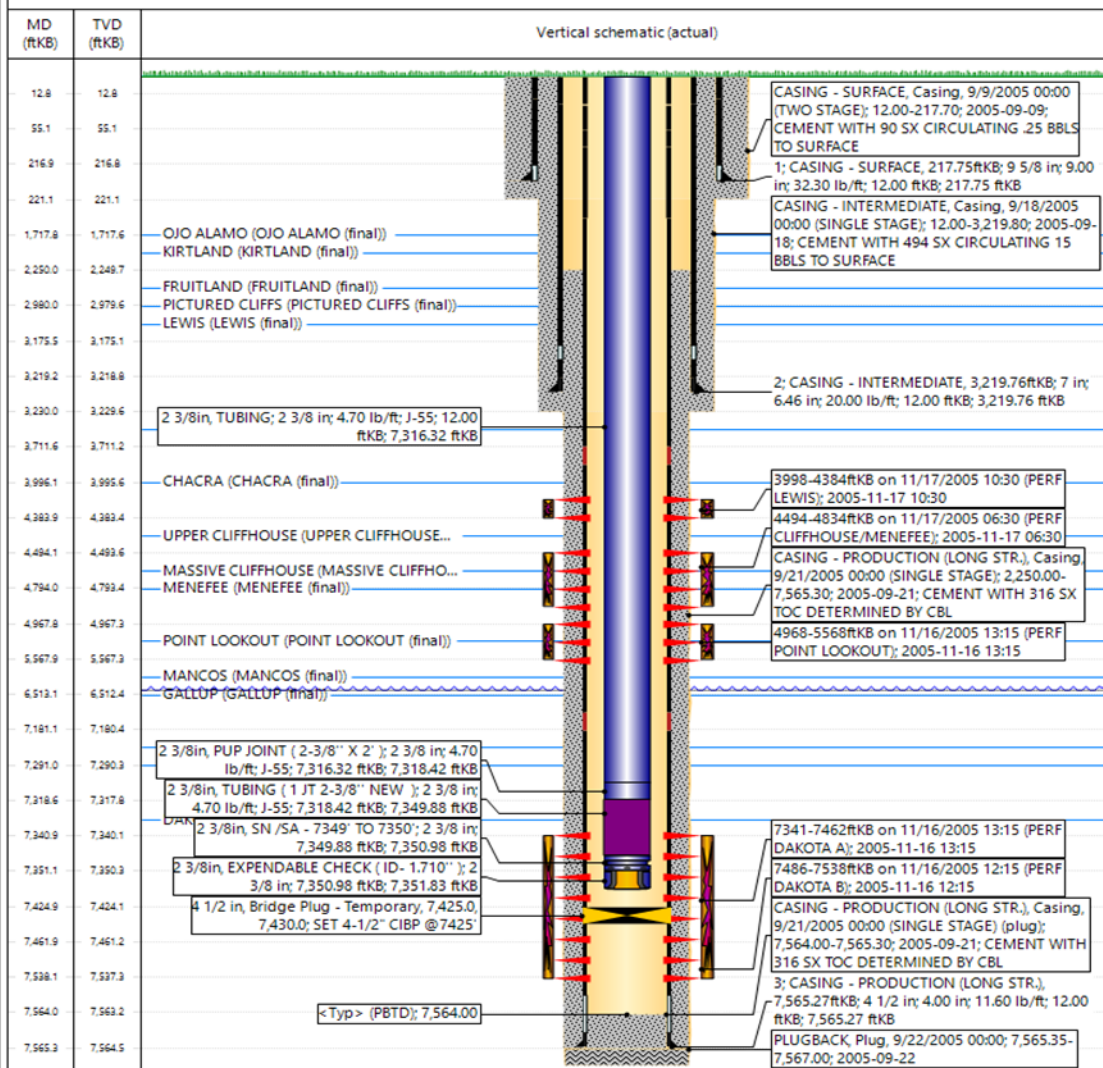 MD
(ftKB)
TVD
(ftKB)
Vertical schematic (actual)
12.8 12.8
55.1 55.1
216.9 216.8
221.1 221.1
1,717.8 1,717.6
2,250.0 2,249.7
2,980.0 2,979.6
3,175.5 3,175.1
3,219.2 3,218.8
3,230.0 3,229.6
3,711.6 3,711.2
3,996.1 3,995.6
4,383.9 4,383.4
4,494.1 4,493.6
4,794.0 4,793.4
4,967.8 4,967.3
5,567.9 5,567.3
6,513.1 6,512.4
7,181.1 7,180.4
7,291.0 7,290.3
7,318.6 7,317.8
7,340.9 7,340.1
7,351.1 7,350.3
7,424.9 7,424.1
7,461.9 7,461.2
7,538.1 7,537.3
7,564.0 7,563.2
7,565.3 7,564.5
OJO ALAMO (OJO ALAMO (final))
KIRTLAND (KIRTLAND (final))
FRUITLAND (FRUITLAND (final))
PICTURED CLIFFS (PICTURED CLIFFS (final))
LEWIS (LEWIS (final))
2 3/8in, TUBING; 2 3/8 in; 4.70 lb/ft; J-55; 12.00
ftKB; 7,316.32 ftKB
CHACRA (CHACRA (final))
UPPER CLIFFHOUSE (UPPER CLIFFHOUSE...
MASSIVE CLIFFHOUSE (MASSIVE CLIFFHO...
MENEFEE (MENEFEE (final))
POINT LOOKOUT (POINT LOOKOUT (final))
MANCOS (MANCOS (final))
GALLUP (GALLUP (final))
2 3/8in, PUP JOINT ( 2-3/8'' X 2' ); 2 3/8 in; 4.70
lb/ft; J-55; 7,316.32 ftKB; 7,318.42 ftKB
2 3/8in, TUBING ( 1 JT 2-3/8'' NEW ); 2 3/8 in;
4.70 lb/ft; J-55; 7,318.42 ftKB; 7,349.88 ftKB
2 3/8in, SN /SA - 7349' TO 7350'; 2 3/8 in;
7,349.88 ftKB; 7,350.98 ftKB
2 3/8in, EXPENDABLE CHECK ( ID- 1.710'' ); 2
3/8 in; 7,350.98 ftKB; 7,351.83 ftKB
4 1/2 in, Bridge Plug - Temporary, 7,425.0,
7,430.0; SET 4-1/2" CIBP @7425'
<Typ> (PBTD); 7,564.00
CASING - SURFACE, Casing, 9/9/2005 00:00
(TWO STAGE); 12.00-217.70; 2005-09-09;
CEMENT WITH 90 SX CIRCULATING .25 BBLS
TO SURFACE
1; CASING - SURFACE, 217.75ftKB; 9 5/8 in; 9.00
in; 32.30 lb/ft; 12.00 ftKB; 217.75 ftKB
CASING - INTERMEDIATE, Casing, 9/18/2005
00:00 (SINGLE STAGE); 12.00-3,219.80; 2005-09-
18; CEMENT WITH 494 SX CIRCULATING 15
BBLS TO SURFACE
2; CASING - INTERMEDIATE, 3,219.76ftKB; 7 in;
6.46 in; 20.00 lb/ft; 12.00 ftKB; 3,219.76 ftKB
3998-4384ftKB on 11/17/2005 10:30 (PERF
LEWIS); 2005-11-17 10:30
4494-4834ftKB on 11/17/2005 06:30 (PERF
CLIFFHOUSE/MENEFEE); 2005-11-17 06:30
CASING - PRODUCTION (LONG STR.), Casing,
9/21/2005 00:00 (SINGLE STAGE); 2,250.00-
7,565.30; 2005-09-21; CEMENT WITH 316 SX
TOC DETERMINED BY CBL
4968-5568ftKB on 11/16/2005 13:15 (PERF
POINT LOOKOUT); 2005-11-16 13:15
7341-7462ftKB on 11/16/2005 13:15 (PERF
DAKOTA A); 2005-11-16 13:15
7486-7538ftKB on 11/16/2005 12:15 (PERF
DAKOTA B); 2005-11-16 12:15
CASING - PRODUCTION (LONG STR.), Casing,
9/21/2005 00:00 (SINGLE STAGE) (plug);
7,564.00-7,565.30; 2005-09-21; CEMENT WITH
316 SX TOC DETERMINED BY CBL
3; CASING - PRODUCTION (LONG STR.),
7,565.27ftKB; 4 1/2 in; 4.00 in; 11.60 lb/ft; 12.00
ftKB; 7,565.27 ftKB
PLUGBACK, Plug, 9/22/2005 00:00; 7,565.35-
7,567.00; 2005-09-22